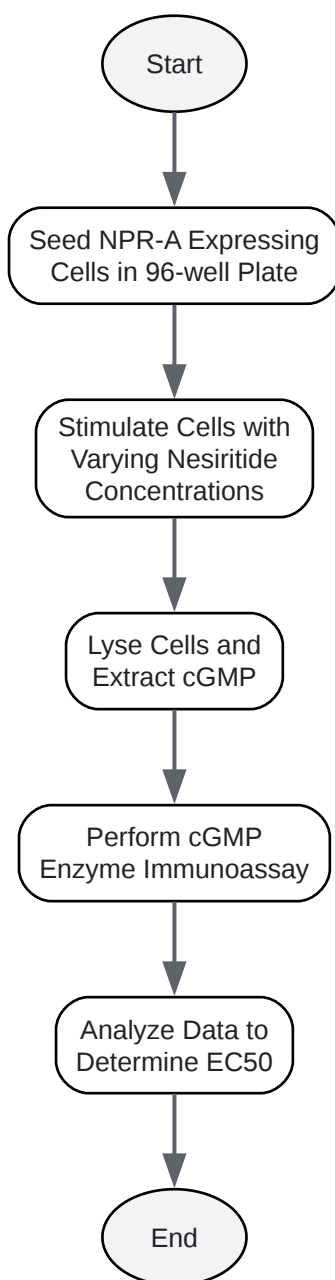 Start
Seed NPR-A Expressing
Cells in 96-well Plate
Stimulate Cells with
Varying Nesiritide
Concentrations
Lyse Cells and
Extract cGMP
Perform cGMP
Enzyme Immunoassay
Analyze Data to
Determine EC50
End